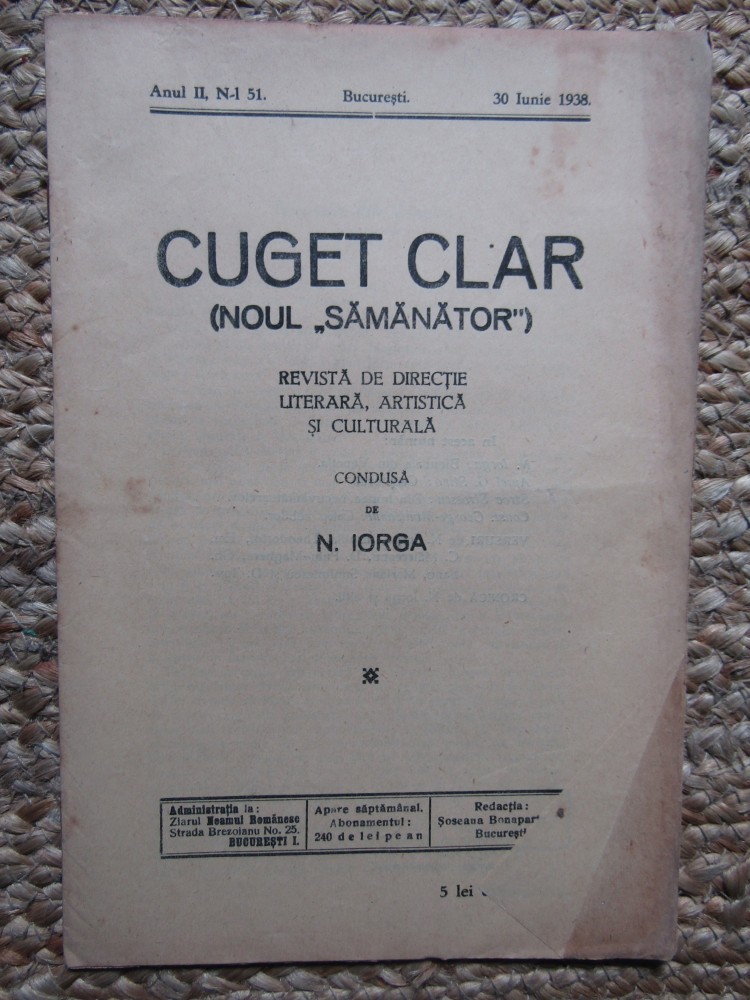 Anul II, N-l 51. București. 30 Iunie 1938.
CUGET CLAR
(NOUL „SĂMĂNĂTOR”)
REVISTĂ DE DIRECȚIE
LITERARĂ, ARTISTICĂ
ȘI CULTURALĂ
CONDUSĂ
DE
N. IORGA
Administrația la:
Ziarul Neamul Românesc
Strada Brezoianu No. 25.
BUCUREȘTI I.
Apare săptămânal.
Abonamentul:
240 de lei pe an
Redacția:
Șoseaua Bonapar
București
5 lei